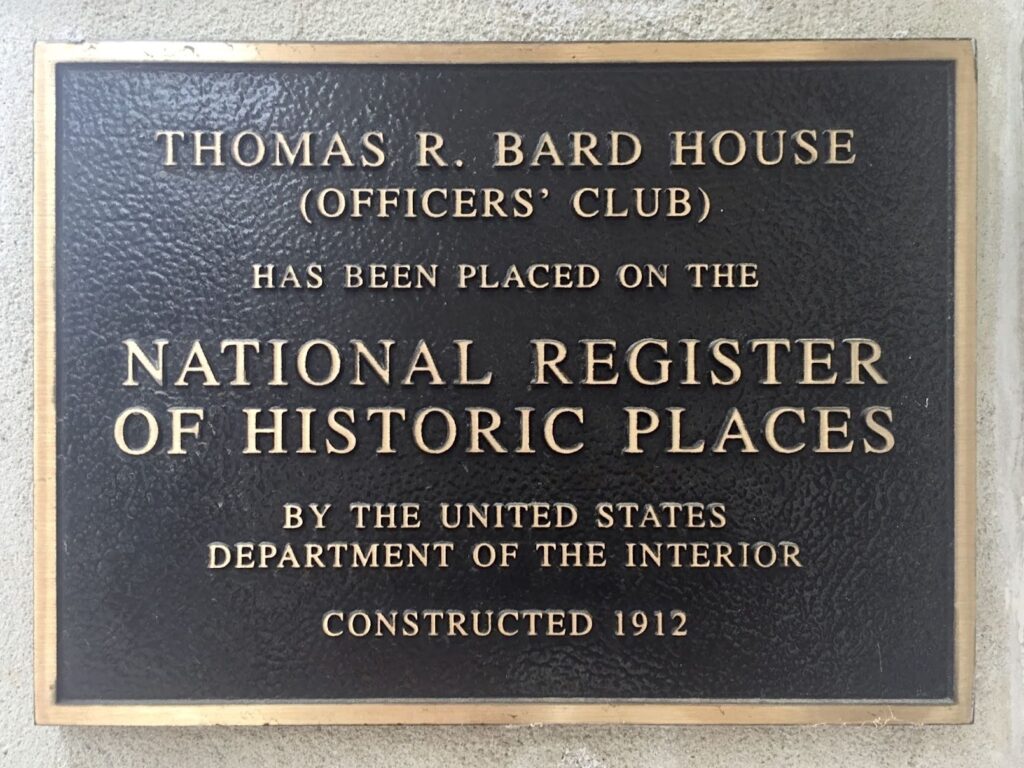 THOMAS R. BARD HOUSE
(OFFICERS' CLUB)
HAS BEEN PLACED ON THE
NATIONAL REGISTER
OF HISTORIC PLACES
BY THE UNITED STATES
DEPARTMENT OF THE INTERIOR
CONSTRUCTED 1912